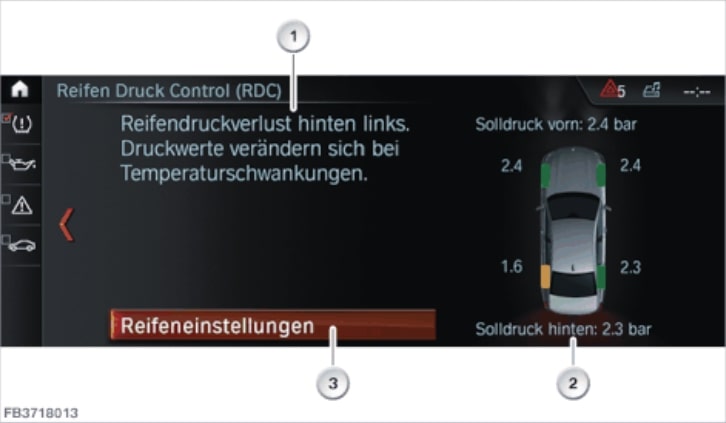 1
Reifen Druck Control (RDC)
5
--:--
Reifendruckverlust hinten links.
Druckwerte verändern sich bei
Temperaturschwankungen.
Solldruck vorn: 2.4 bar
2.4
2.4
1.6
2.3
Solldruck hinten: 2.3 bar
Reifeneinstellungen
3
2
FB3718013